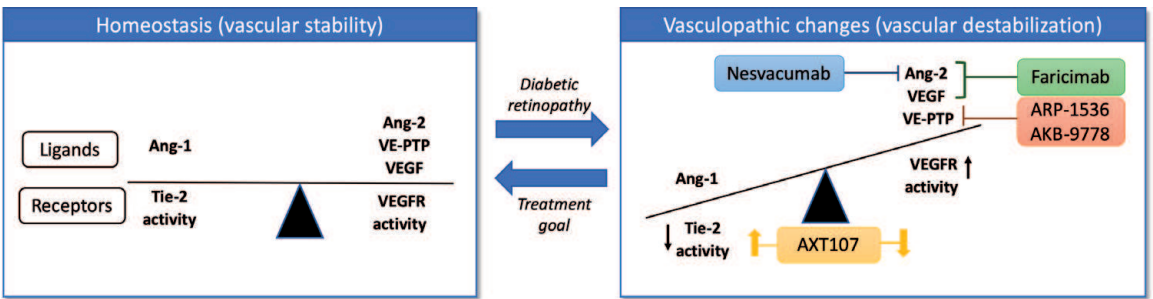 Homeostasis (vascular stability)
Ligands
Ang-1
Ang-2
VE-PTP
VEGF
Receptors
Tie-2
activity
VEGFR
activity
Diabetic
retinopathy
Treatment
goal
Vasculopathic changes (vascular destabilization)
Nesvacumab
Ang-2
VEGF
VE-PTP
Faricimab
ARP-1536
AKB-9778
Ang-1
VEGFR
activity
Tie-2
activity
AXT107